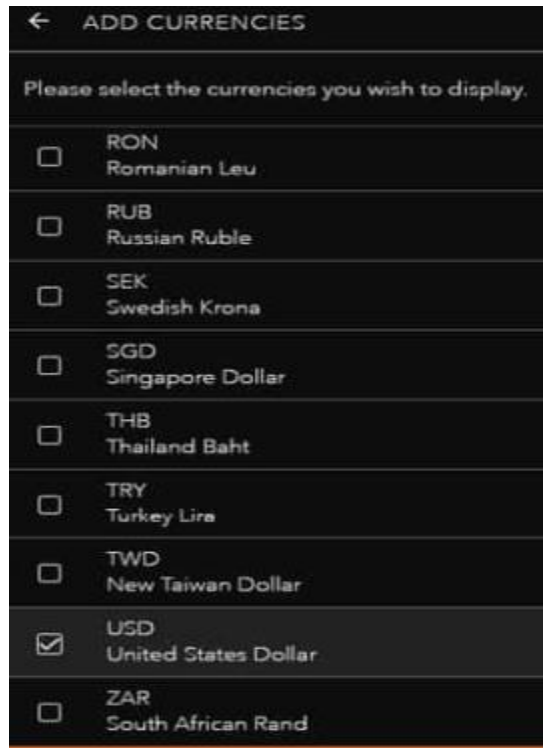 ADD CURRENCIES
Please select the currencies you wish to display.
RON
Romanian Leu
RUB
Russian Ruble
SEK
Swedish Krona
SGD
Singapore Dollar
THB
Thailand Baht
TRY
Turkey Lira
TWD
New Taiwan Dollar
USD
United States Dollar
ZAR
South African Rand